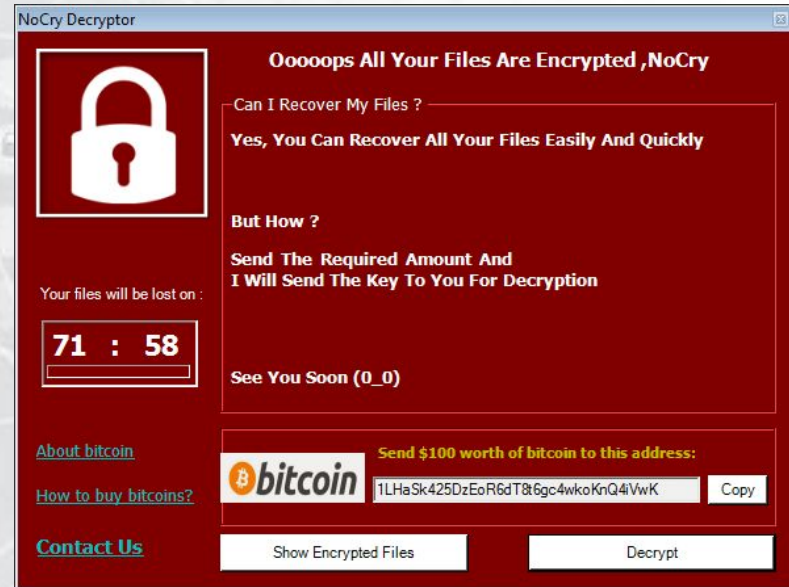 NoCry Decryptor
Ooooops All Your Files Are Encrypted ,NoCry
Can I Recover My Files ?
Yes, You Can Recover All Your Files Easily And Quickly
But How ?
Send The Required Amount And
I Will Send The Key To You For Decryption
See You Soon (0_0)
Your files will be lost on :
71 : 58
About bitcoin
How to buy bitcoins?
Contact Us
Send $100 worth of bitcoin to this address:
bitcoin
1LHaSk425DzEoR6dT8t6gc4wkoKnQ4iVwK
Copy
Show Encrypted Files
Decrypt